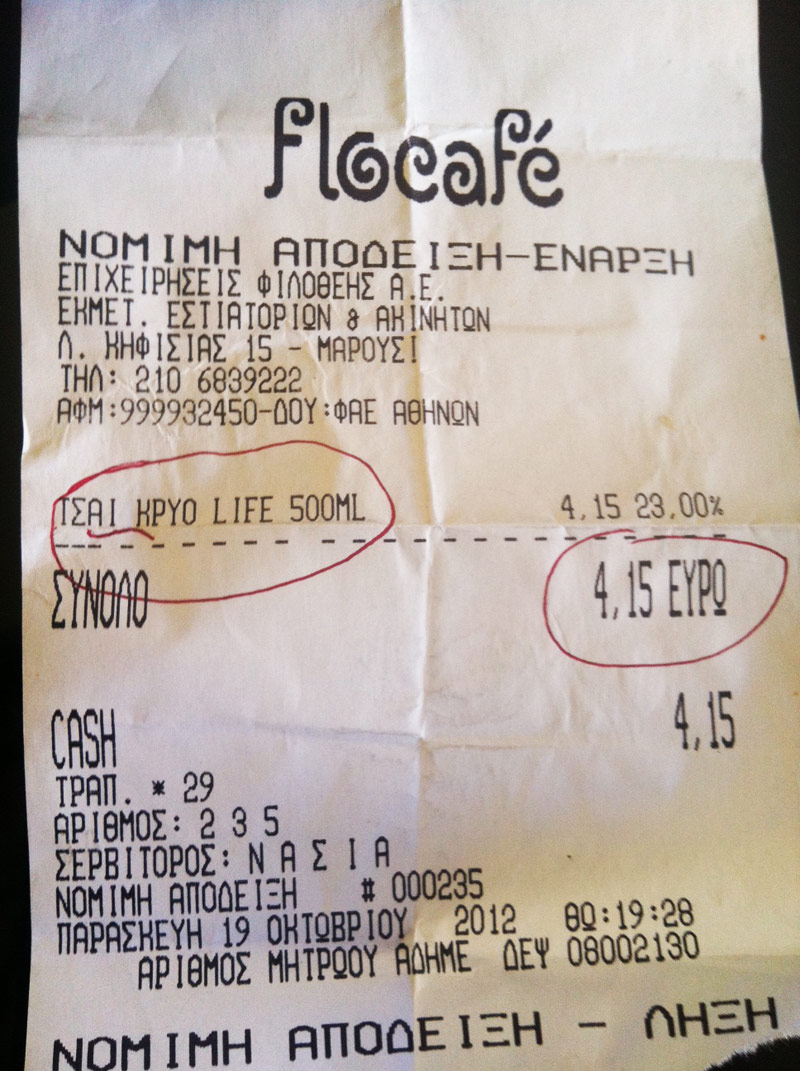 flocafé
ΝΟΜΙΜΗ ΑΠΟΔΕΙΞΗ-ΕΝΑΡΞΗ
ΕΠΙΧΕΙΡΗΣΕΙΣ ΦΙΛΟΘΕΗΣ Α.Ε.
ΕΚΜΕΤ. ΕΣΤΙΑΤΟΡΙΩΝ & ΑΚΙΝΗΤΩΝ
Λ. ΚΗΦΙΣΙΑΣ 15 - ΜΑΡΟΥΣΙ
ΤΗΛ: 210 6839222
ΑΦΜ:999932450-ΔΟΥ:ΦΑΕ ΑΘΗΝΩΝ
ΤΣΑΙ ΚΡΥΟ LIFE 500ML 4,15 23,00%
ΣΥΝΟΛΟ 4,15 ΕΥΡΩ
CASH 4,15
ΤΡΑΠ. * 29
ΑΡΙΘΜΟΣ: 2 3 5
ΣΕΡΒΙΤΟΡΟΣ: Ν Α Σ Ι Α
ΝΟΜΙΜΗ ΑΠΟΔΕΙΞΗ # 000235
ΠΑΡΑΣΚΕΥΗ 19 ΟΚΤΩΒΡΙΟΥ 2012 ΘΩ:19:28
ΑΡΙΘΜΟΣ ΜΗΤΡΩΟΥ ΑΔΗΜΕ ΔΕΨ 08002130
ΝΟΜΙΜΗ ΑΠΟΔΕΙΞΗ - ΛΗΞΗ